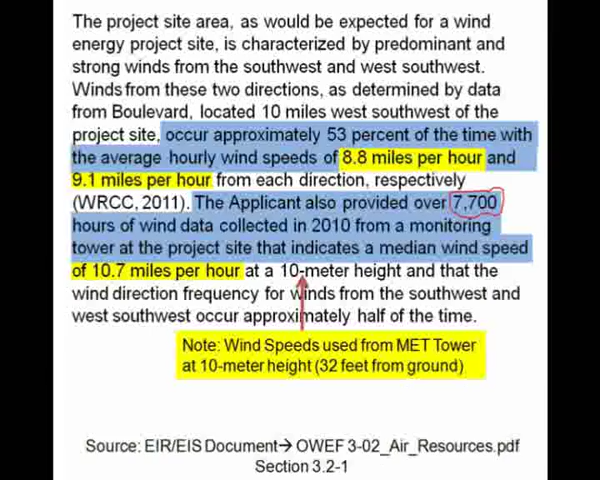 The project site area, as would be expected for a wind
energy project site, is characterized by predominant and
strong winds from the southwest and west southwest.
Winds from these two directions, as determined by data
from Boulevard, located 10 miles west southwest of the
project site, occur approximately 53 percent of the time with
the average hourly wind speeds of 8.8 miles per hour and
9.1 miles per hour from each direction, respectively
(WRCC, 2011). The Applicant also provided over 7,700
hours of wind data collected in 2010 from a monitoring
tower at the project site that indicates a median wind speed
of 10.7 miles per hour at a 10-meter height and that the
wind direction frequency for winds from the southwest and
west southwest occur approximately half of the time.
Note: Wind Speeds used from MET Tower
at 10-meter height (32 feet from ground)
Source: EIR/EIS Document→ OWEF 3-02_Air_Resources.pdf
Section 3.2-1